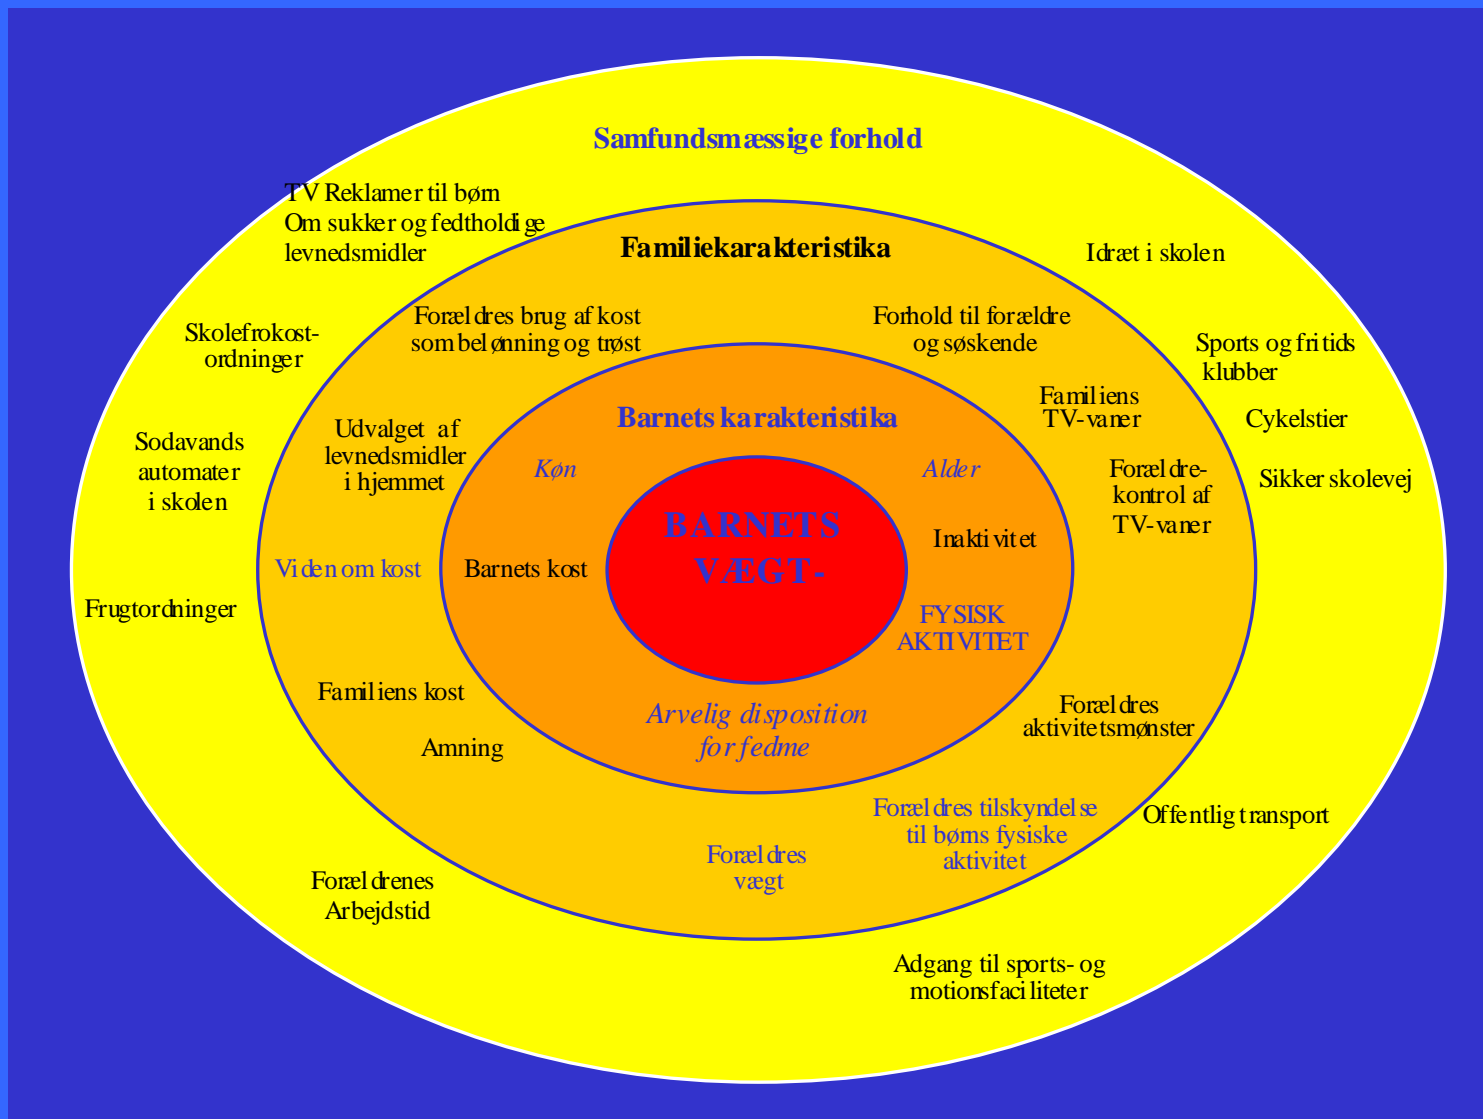 Samfundsmæssige forhold
TV Reklamer til børn
Om sukker og fedtholdige
levnedsmidler
Idræt i skolen
Skolefrokost-
ordninger
Sports og fritids
klubber
Sodavands
automater
i skolen
Cykelstier
Sikker skolevej
Frugtordninger
Offentlig transport
Forældrenes
Arbejdstid
Adgang til sports- og
motionsfaciliteter
Familiekarakteristika
Forældres brug af kost
som belønning og trøst
Forhold til forældre
og søskende
Familiens
TV-vaner
Udvalget af
levnedsmidler
i hjemmet
Forældre-
kontrol af
TV-vaner
Viden om kost
Familiens kost
Amning
Forældres
aktivitetsmønster
Forældres tilskyndelse
til børns fysiske
aktivitet
Forældres
vægt
Barnets karakteristika
Køn
Alder
Inaktivitet
Barnets kost
FYSISK
AKTIVITET
Arvelig disposition
for fedme
BARNETS
VÆGT-